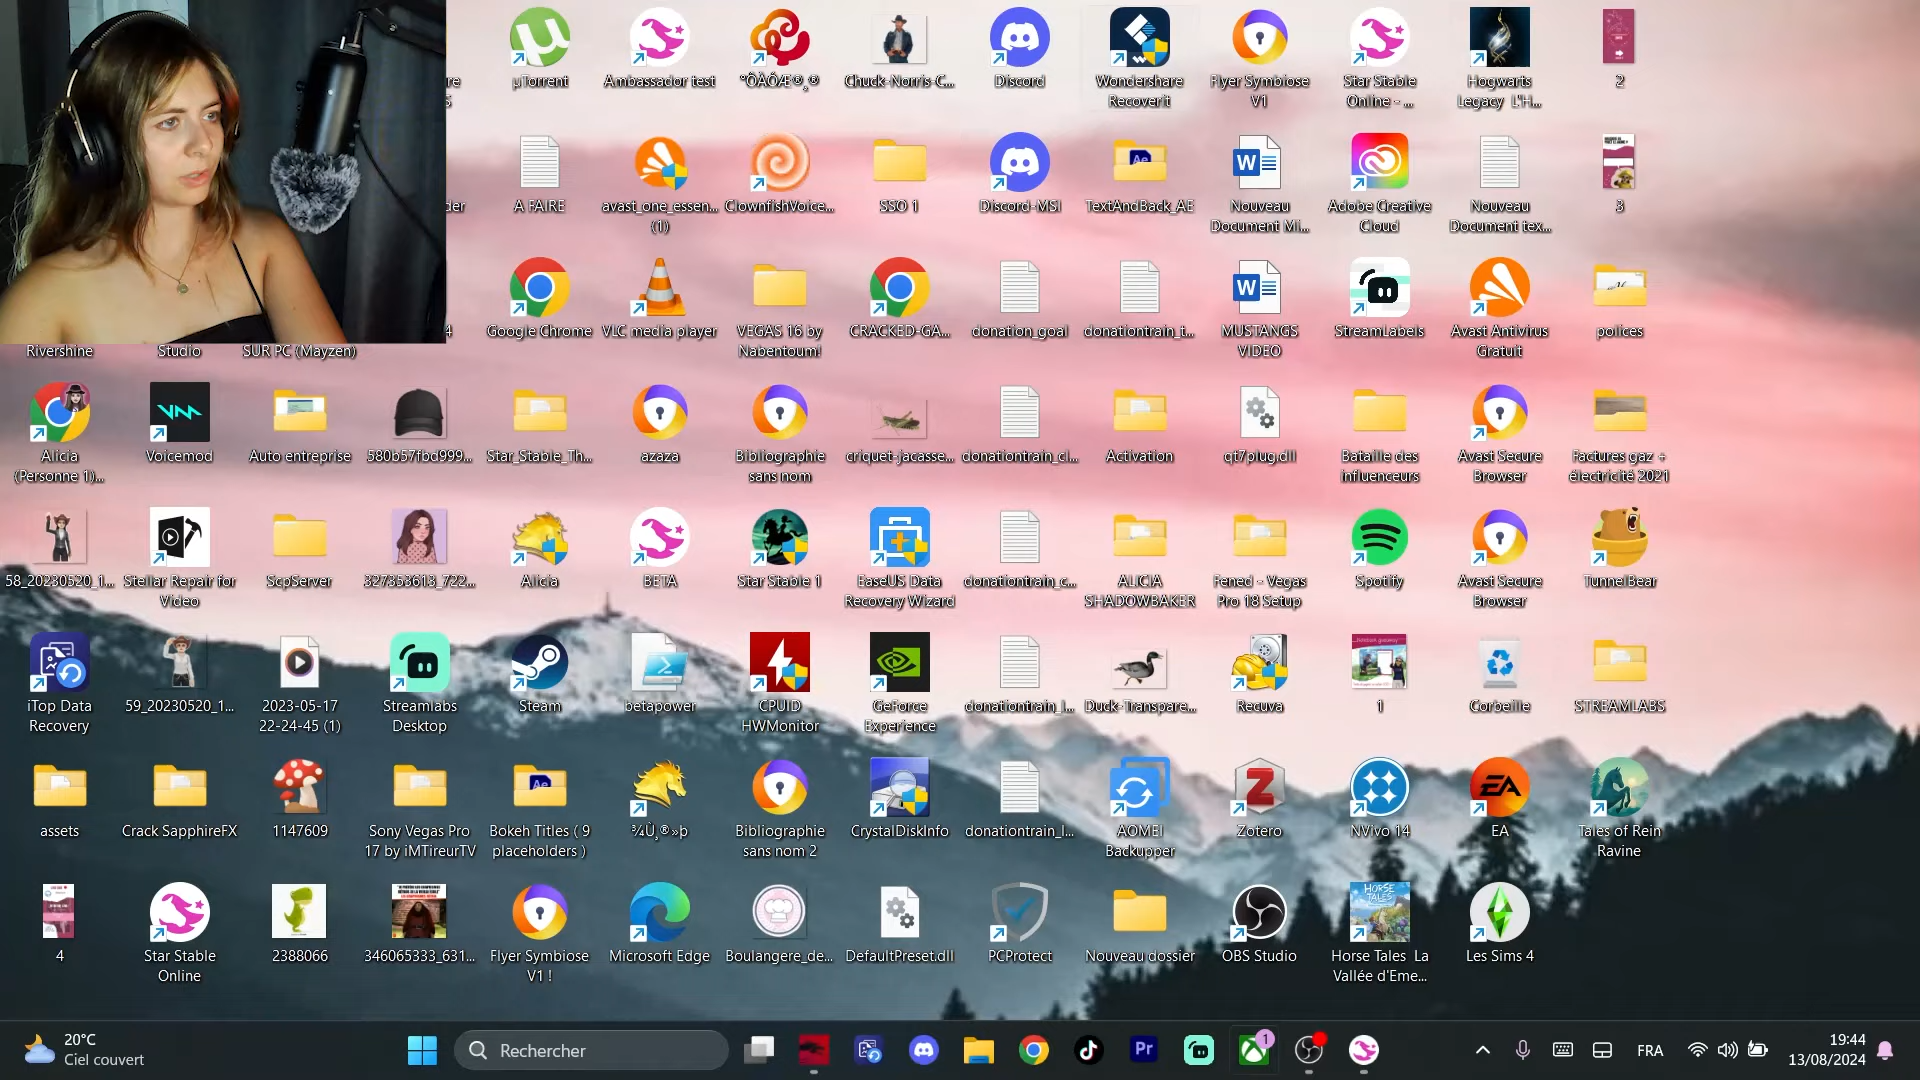 µTorrent
Ambassador test
Chuck-Norris-C...
Discord
Wondershare
Recoverit
Flyer Symbiose
V1
Star Stable
Online - ...
Hogwarts
Legacy L'H...
2
A FAIRE
avast_one_essen...
(1)
ClownfishVoice...
SSO 1
Discord-MSI
TextAndBack_AE
Nouveau
Document Mi...
Adobe Creative
Cloud
Nouveau
Document tex...
3
Rivershine
Studio
SUR PC (Mayzen)
Google Chrome
VLC media player
VEGAS 16 by
Nabentoum!
CRACKED-GA...
donation_goal
donationtrain_t...
MUSTANGS
VIDEO
StreamLabels
Avast Antivirus
Gratuit
polices
Alicia
(Personne 1)...
Voicemod
Auto entreprise
580b57fbd999...
Star_Stable_Th...
azaza
Bibliographie
sans nom
criquet-jacasse...
donationtrain_cl...
Activation
qt7plug.dll
Bataille des
influenceurs
Avast Secure
Browser
Factures gaz +
électricité 2021
58_20230520_1...
Stellar Repair for
Video
ScpServer
327353613_722...
Alicia
BETA
Star Stable 1
EaseUS Data
Recovery Wizard
donationtrain_c...
ALICIA
SHADOWBAKER
Fened - Vegas
Pro 18 Setup
Spotify
Avast Secure
Browser
TunnelBear
iTop Data
Recovery
59_20230520_1...
2023-05-17
22-24-45 (1)
Streamlabs
Desktop
Steam
betapower
CPUID
HWMonitor
GeForce
Experience
donationtrain_l...
Duck-Transpare...
Recuva
1
Corbeille
STREAMLABS
assets
Crack SapphireFX
1147609
Sony Vegas Pro
17 by iMTireurTV
Bokeh Titles ( 9
placeholders )
¾Ù¸®»þ
Bibliographie
sans nom 2
CrystalDiskInfo
donationtrain_l...
AOMEI
Backupper
Zotero
NVivo 14
EA
Tales of Rein
Ravine
4
Star Stable
Online
2388066
346065333_631...
Flyer Symbiose
V1 !
Microsoft Edge
Boulangere_de...
DefaultPreset.dll
PCProtect
Nouveau dossier
OBS Studio
HORSE
TALES
Horse Tales La
Vallée d'Eme...
Les Sims 4
20°C
Ciel couvert
Rechercher
Pr
1
FRA
19:44
13/08/2024